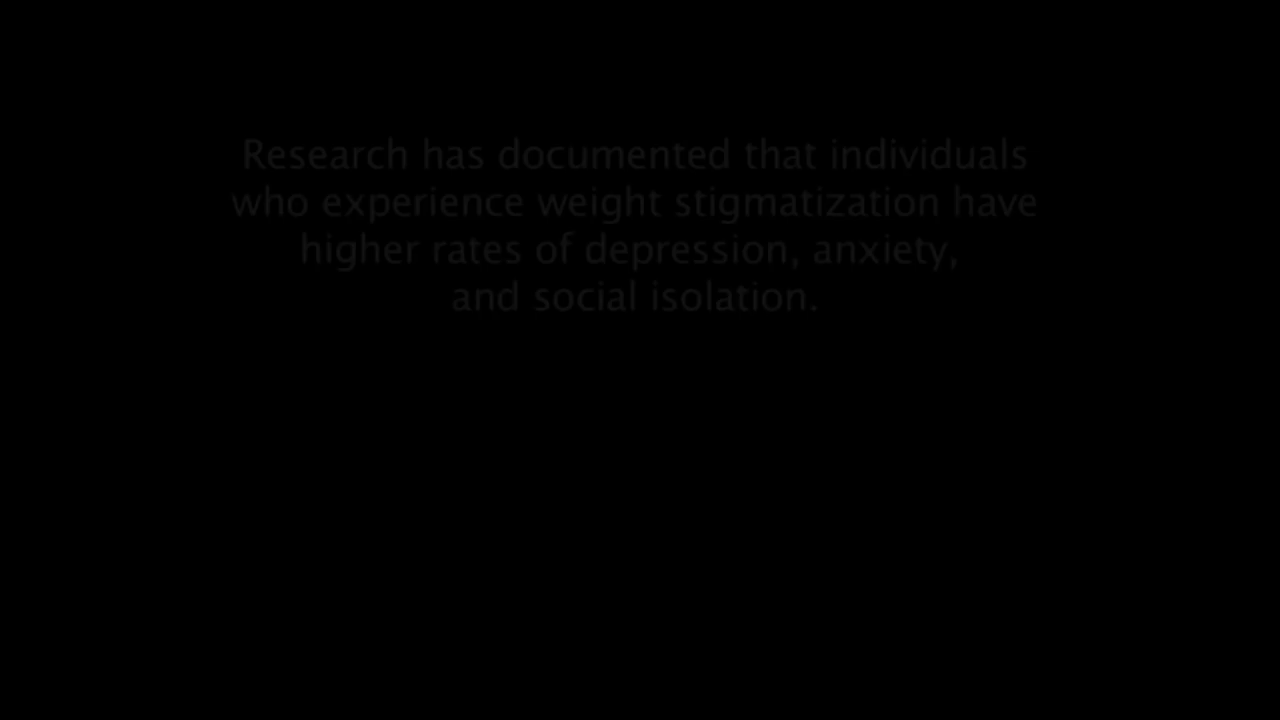 Research has documented that individuals
who experience weight stigmatization have
higher rates of depression, anxiety,
and social isolation.